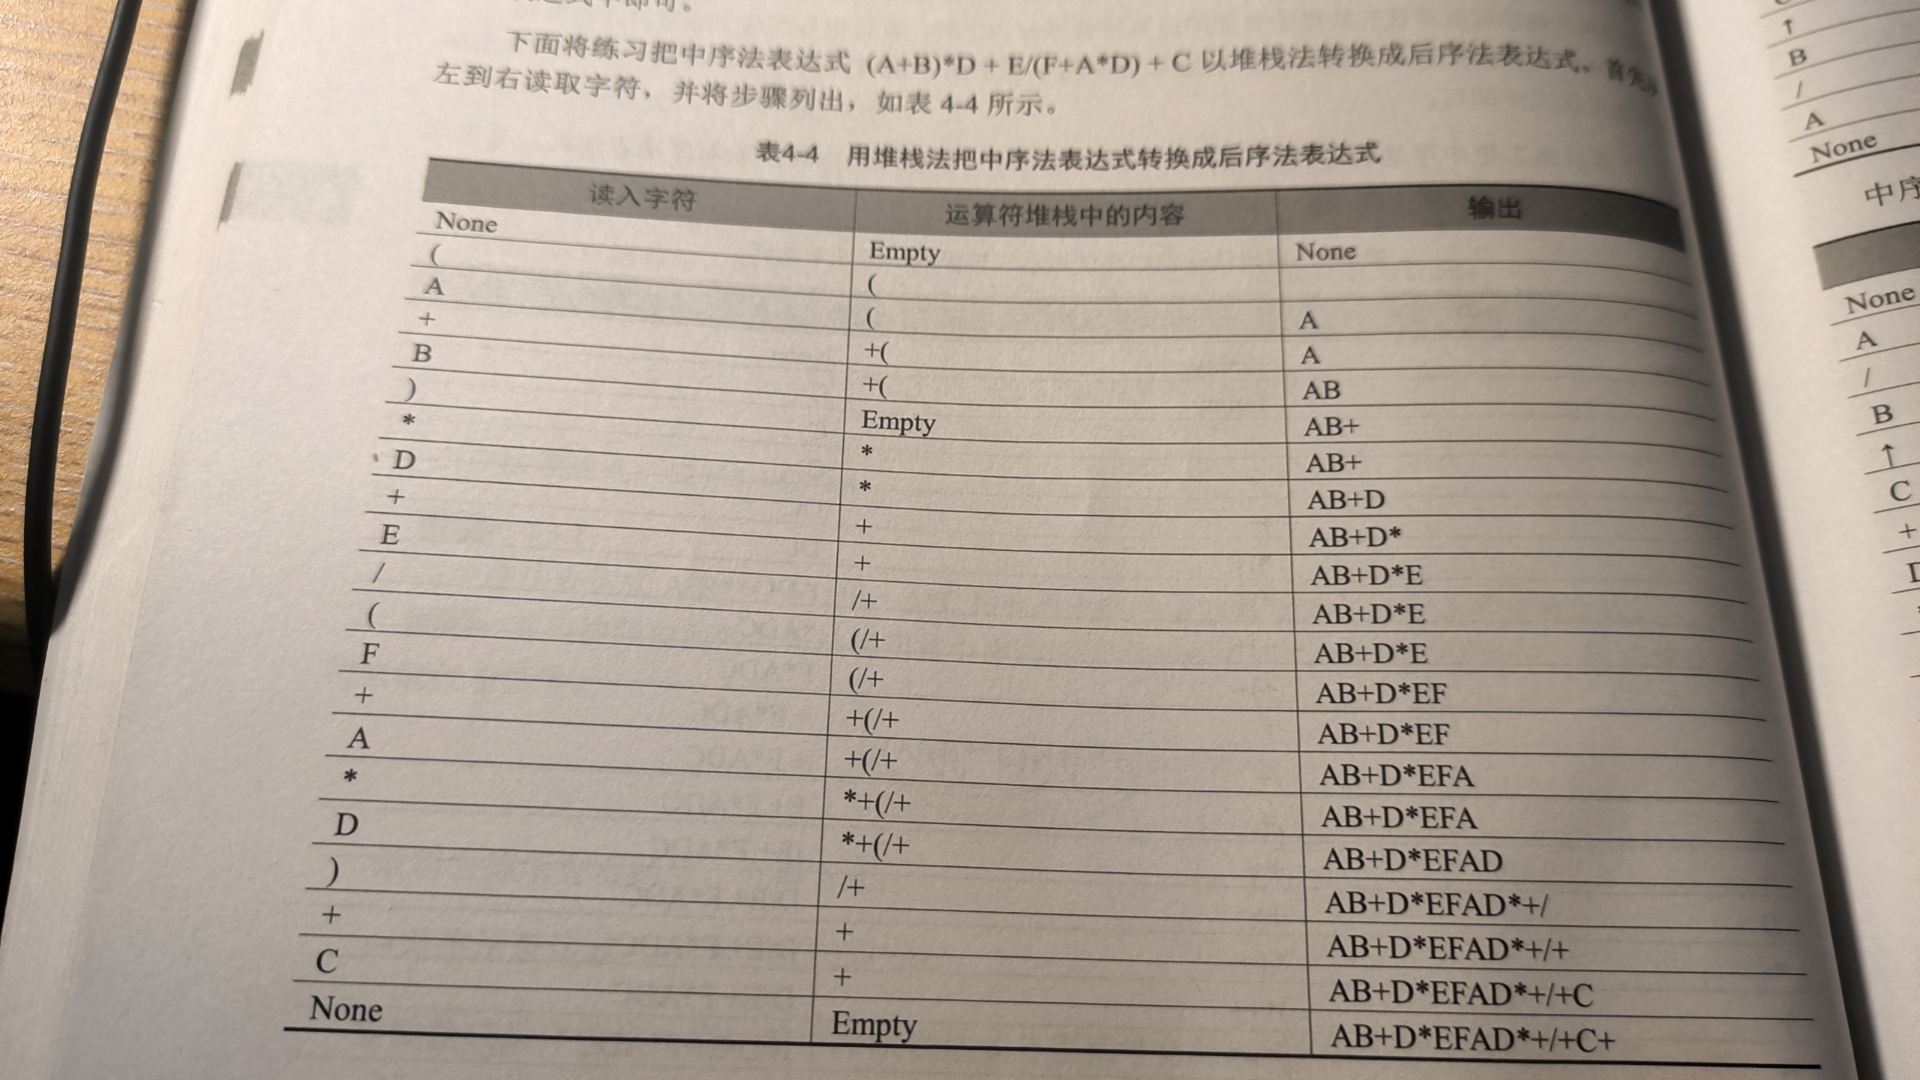 下面将练习把中序法表达式 (A+B)*D + E/(F+A*D) + C 以堆栈法转换成后序法表达式。首先
左到右读取字符，并将步骤列出，如表 4-4 所示。
表4-4 用堆栈法把中序法表达式转换成后序法表达式
读入字符 运算符堆栈中的内容 输出
None Empty None
( (
A ( A
+ +( A
B +( AB
) Empty AB+
* * AB+
D * AB+D
+ + AB+D*
E + AB+D*E
/ /+ AB+D*E
( (/+ AB+D*E
F (/+ AB+D*EF
+ +(/+ AB+D*EF
A +(/+ AB+D*EFA
* *+(/+ AB+D*EFA
D *+(/+ AB+D*EFAD
) /+ AB+D*EFAD*+/
+ + AB+D*EFAD*+/+
C + AB+D*EFAD*+/+C
None Empty AB+D*EFAD*+/+C+
↑
B
/
A
None
中序
None
A
/
B
↑
C
+